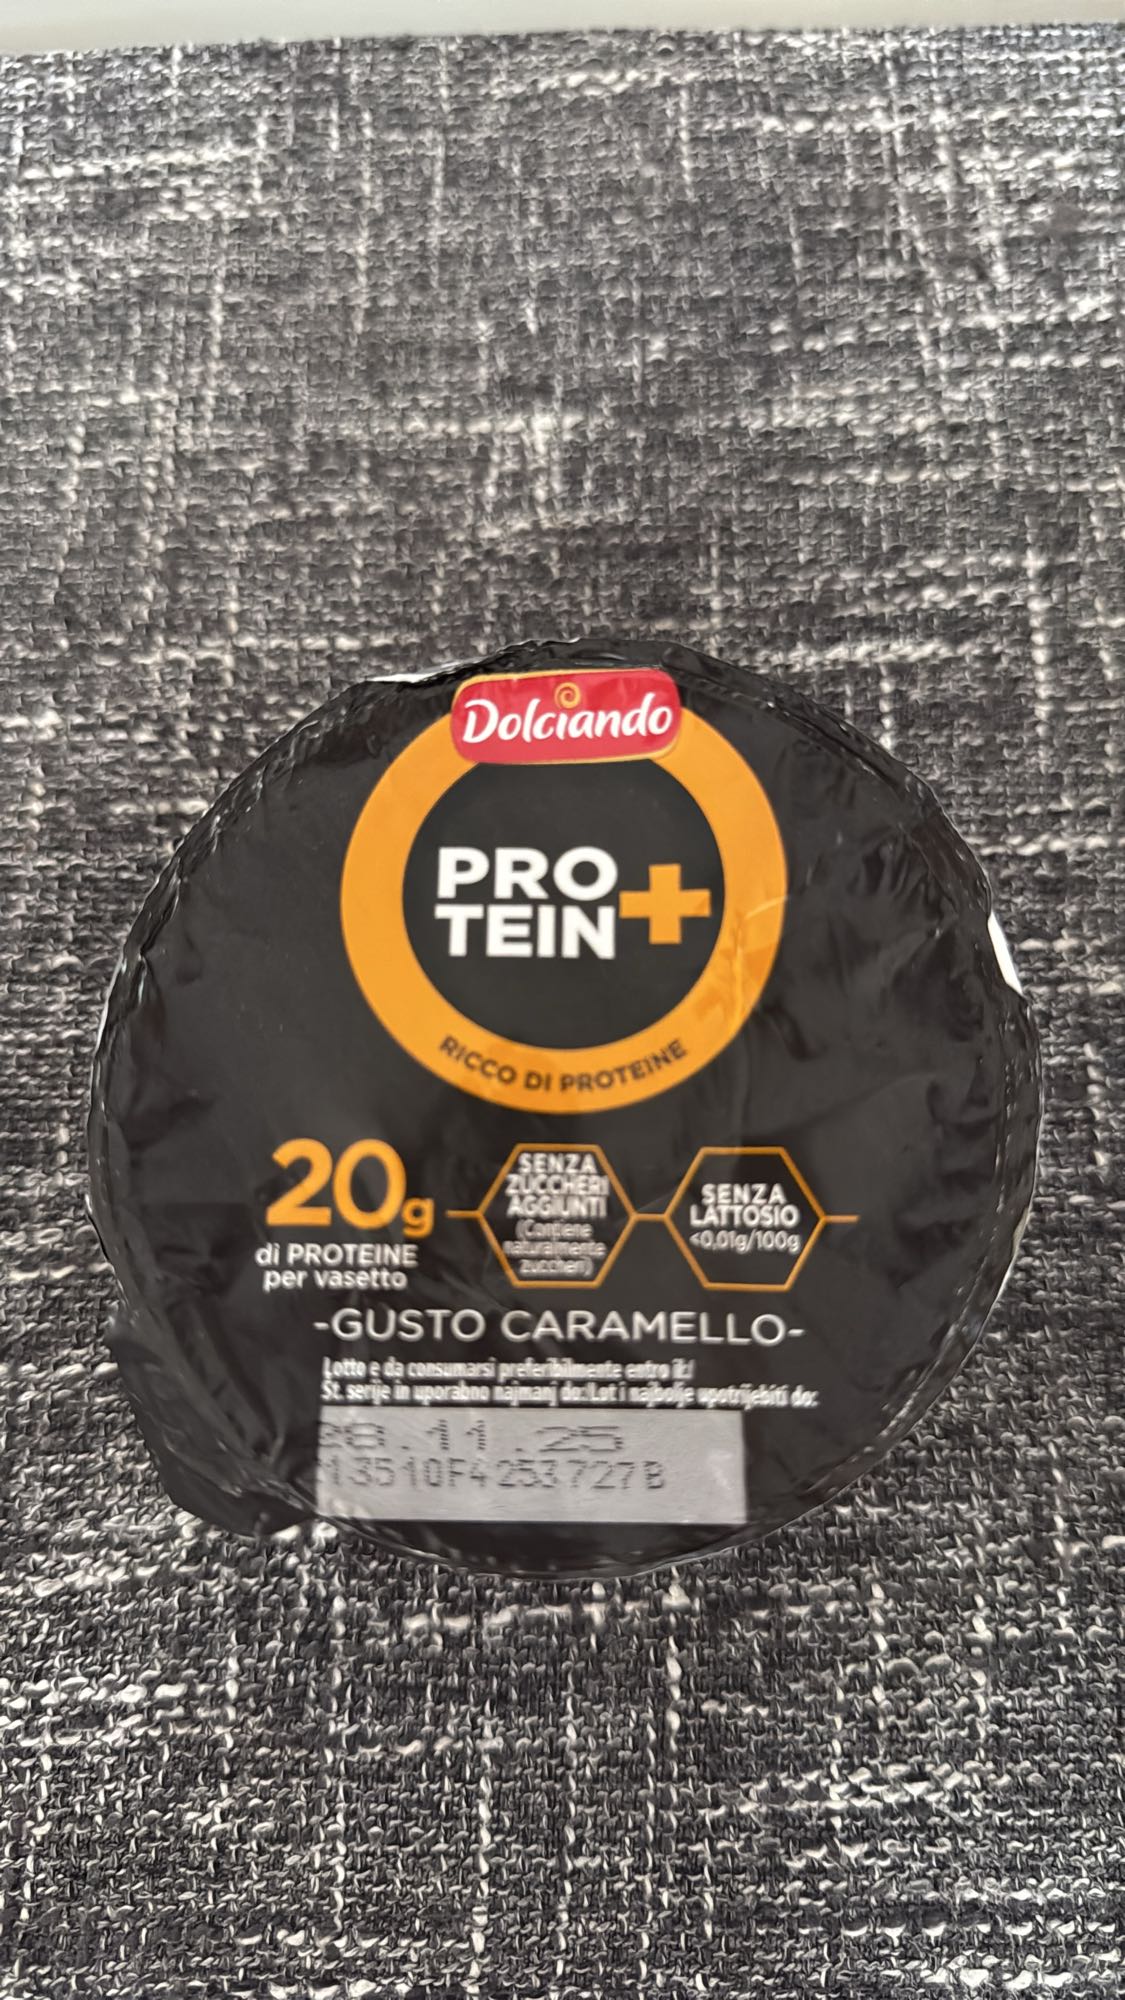 Dolciando
PRO
TEIN+
RICCO DI PROTEINE
20g
di PROTEINE
per vasetto
SENZA
ZUCCHERI
AGGIUNTI
(Contiene
naturalmente
zuccheri)
SENZA
LATTOSIO
<0,01g/100g
-GUSTO CARAMELLO-
Lotto e da consumarsi preferibilmente entro il:/
St. serije in uporabno najmanj do:/Lot i najbolje upotrijebiti do:
.11.25
13510F4 253727B